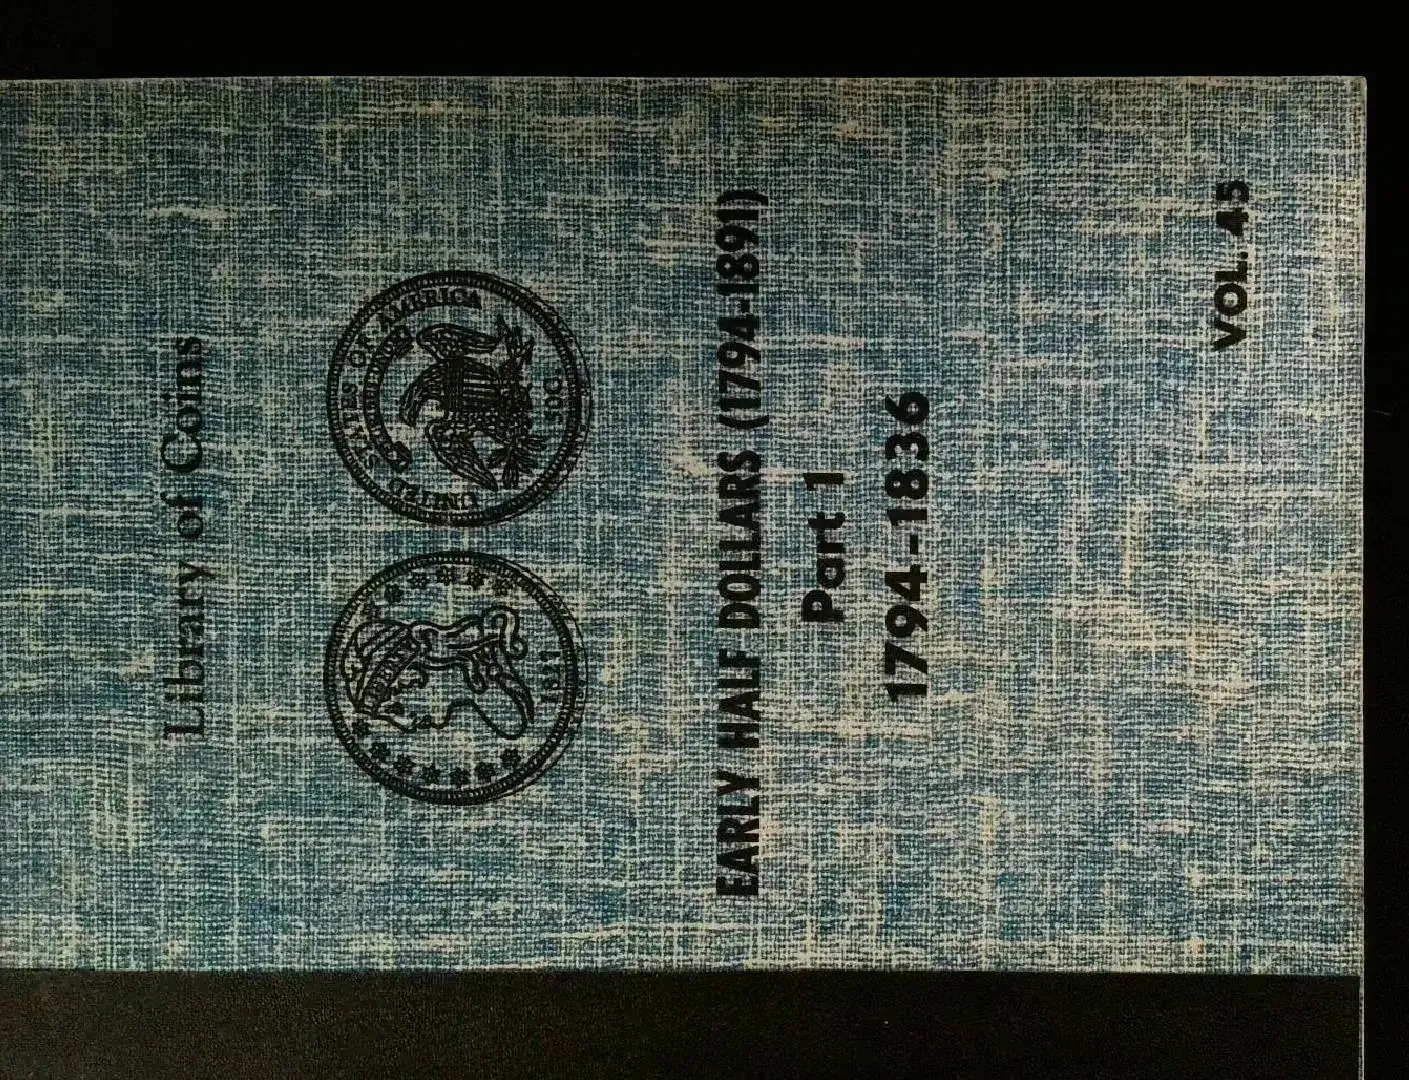 Library of Coins
UNITED STATES OF AMERICA
50C.
EARLY HALF DOLLARS (1794-1891)
Part 1
1794-1836
VOL. 45